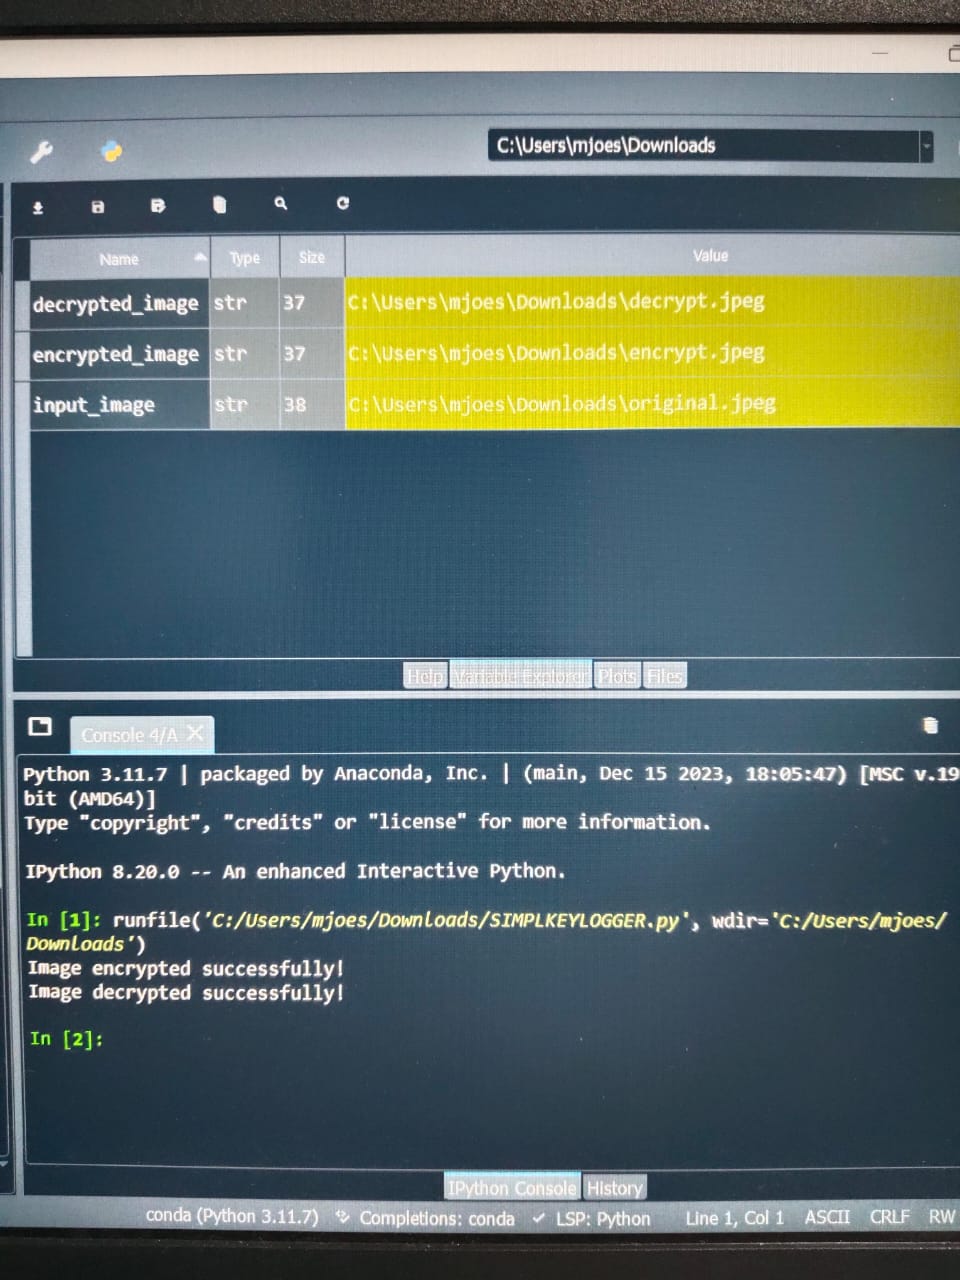 C:\Users\mjoes\Downloads
Name Type Size Value
decrypted_image str 37 C:\Users\mjoes\Downloads\decrypt.jpeg
encrypted_image str 37 C:\Users\mjoes\Downloads\encrypt.jpeg
input_image str 38 C:\Users\mjoes\Downloads\original.jpeg
Help Variable Explorer Plots Files
Console 4/A
Python 3.11.7 | packaged by Anaconda, Inc. | (main, Dec 15 2023, 18:05:47) [MSC v.19
bit (AMD64)]
Type "copyright", "credits" or "license" for more information.
IPython 8.20.0 -- An enhanced Interactive Python.
In [1]: runfile('C:/Users/mjoes/Downloads/SIMPLKEYLOGGER.py', wdir='C:/Users/mjoes/
Downloads')
Image encrypted successfully!
Image decrypted successfully!
In [2]:
IPython Console History
conda (Python 3.11.7) Completions: conda LSP: Python Line 1, Col 1 ASCII CRLF RW